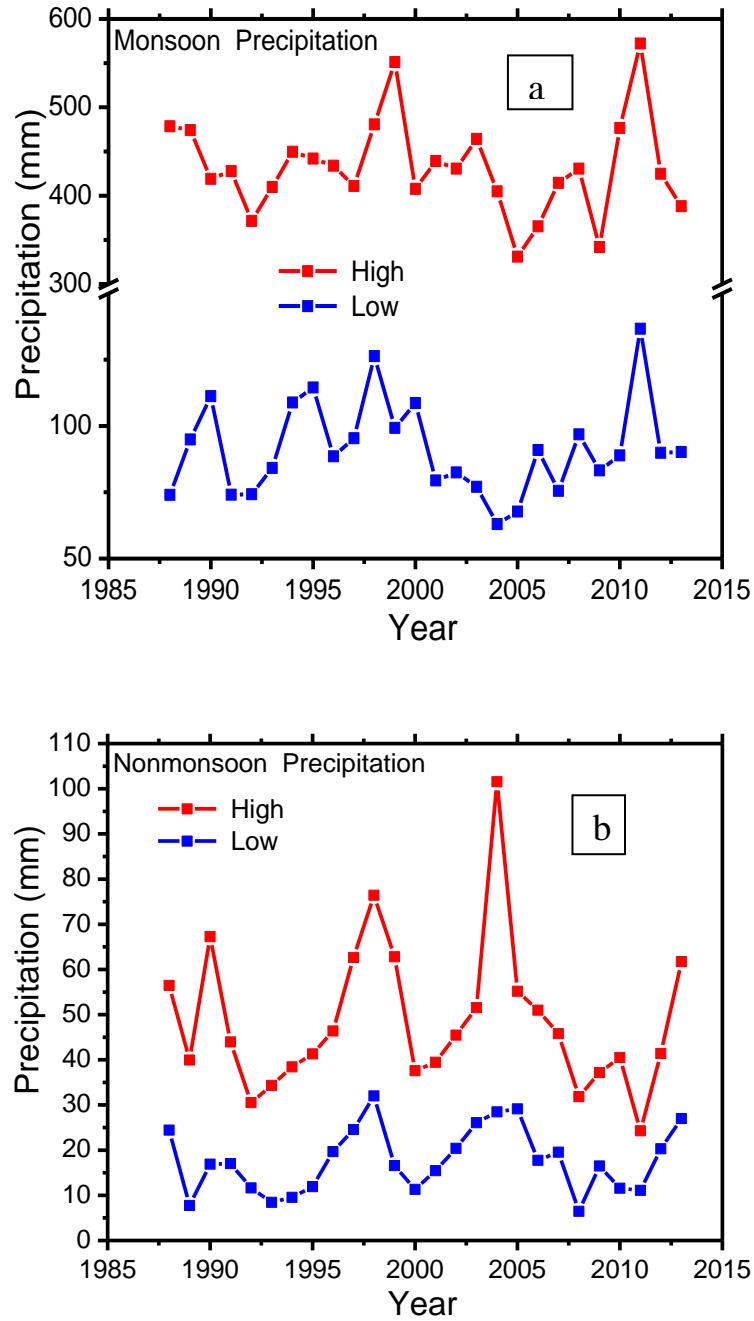 600
Monsoon Precipitation
a
500
400
300
High
Low
100
50
Precipitation (mm)
1985 1990 1995 2000 2005 2010 2015
Year
110
Nonmonsoon Precipitation
High
100
b
Low
90
80
70
60
50
40
30
20
10
0
Precipitation (mm)
1985 1990 1995 2000 2005 2010 2015
Year